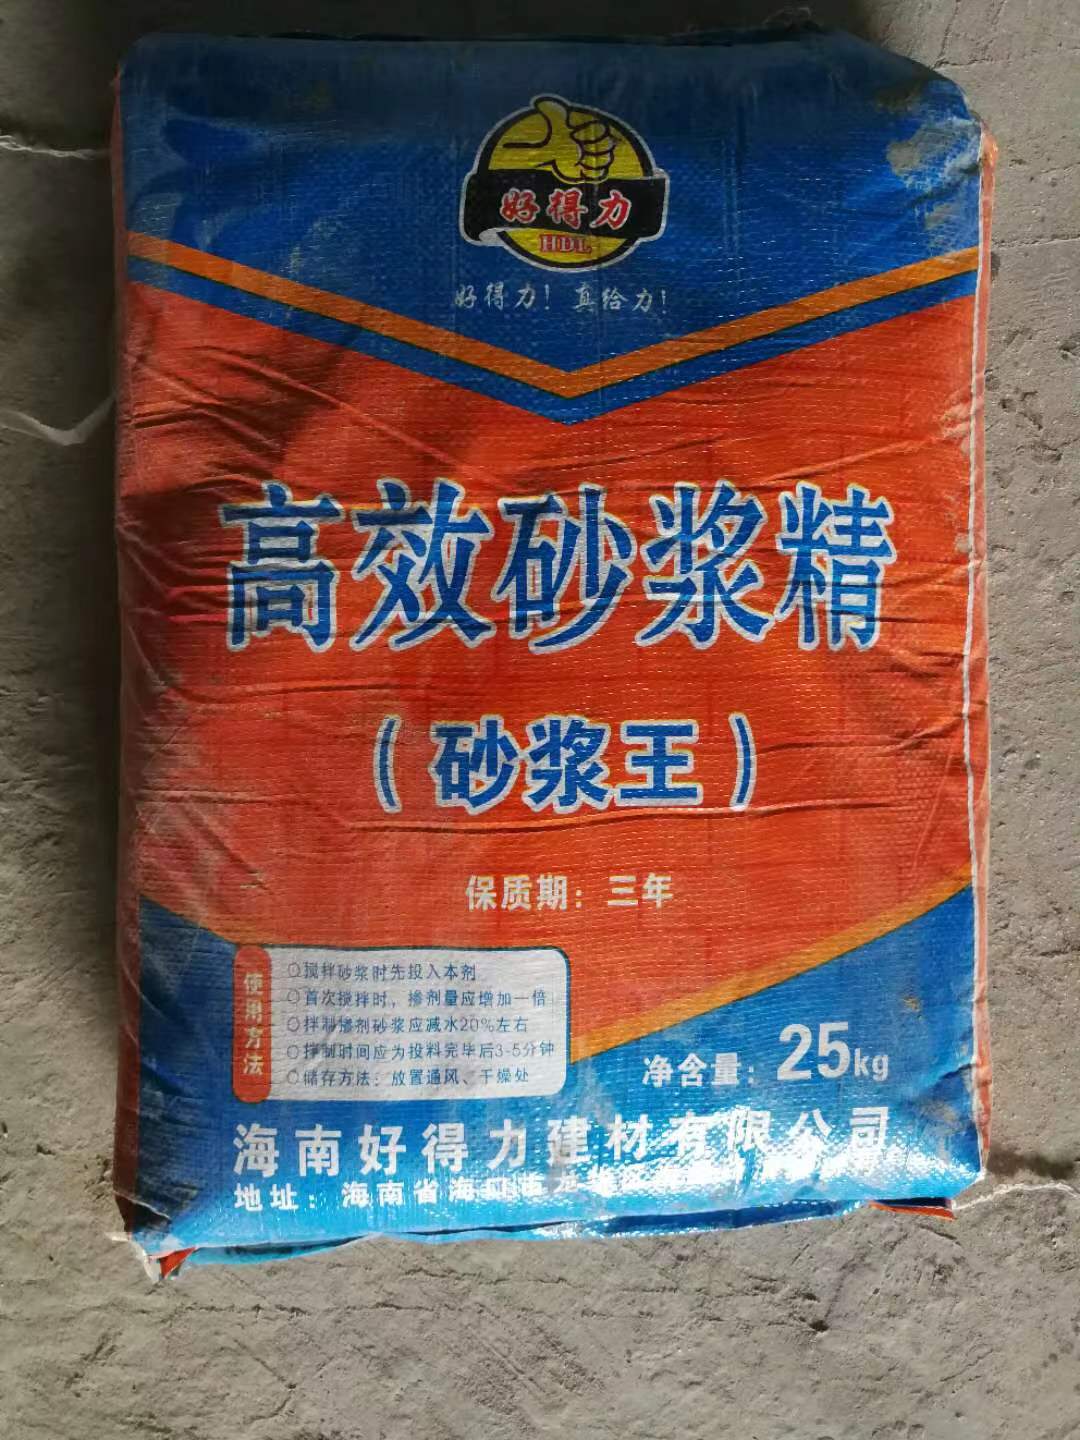 好得力
HDL
好得力！真给力！
高效砂浆精
（砂浆王）
保质期：三年
使用方法
○搅拌砂浆时先投入本剂
○首次搅拌时，掺剂量应增加一倍
○拌制掺剂砂浆应减水20%左右
○拌制时间应为投料完毕后3-5分钟
○储存方法：放置通风、干燥处
净含量：25kg
海南好得力建材有限公司
地址：海南省海口市龙